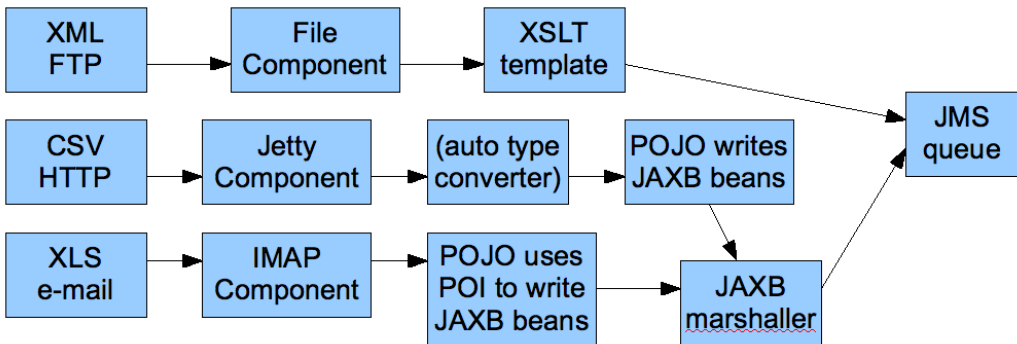 XML
FTP
File
Component
XSLT
template
JMS
queue
CSV
HTTP
Jetty
Component
(auto type
converter)
POJO writes
JAXB beans
XLS
e-mail
IMAP
Component
POJO uses
POI to write
JAXB beans
JAXB
marshaller